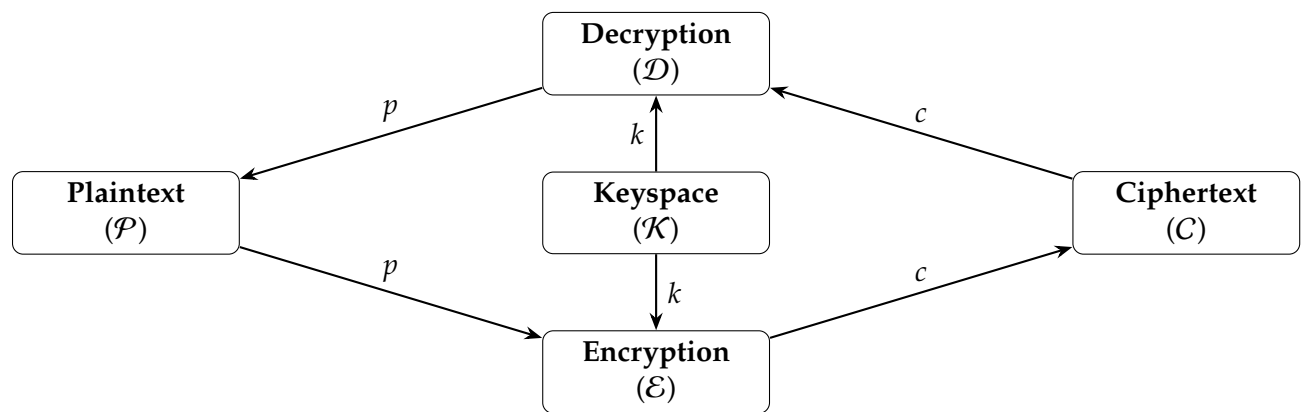 Decryption
(𝒟)
p
c
k
Plaintext
(𝒫)
Keyspace
(𝒦)
Ciphertext
(𝒞)
p
k
c
Encryption
(ℰ)